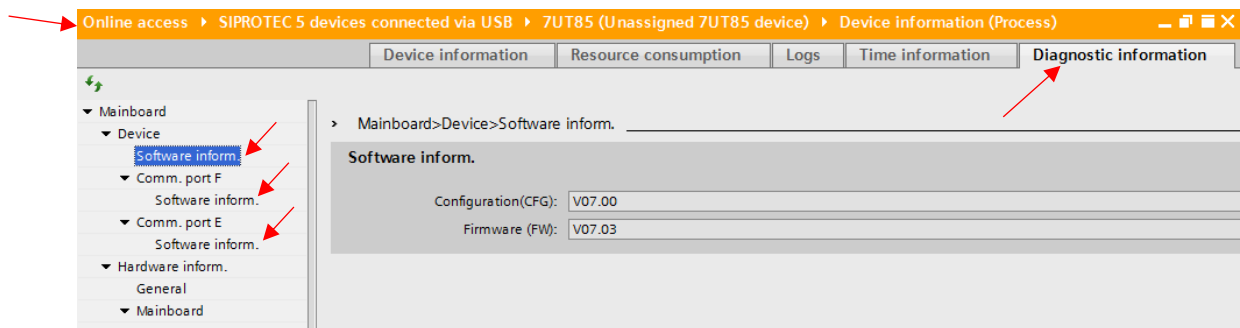 Online access ▸ SIPROTEC 5 devices connected via USB ▸ 7UT85 (Unassigned 7UT85 device) ▸ Device information (Process)
Device information Resource consumption Logs Time information Diagnostic information
Mainboard
Device
Software inform.
Comm. port F
Software inform.
Comm. port E
Software inform.
Hardware inform.
General
Mainboard
Mainboard>Device>Software inform.
Software inform.
Configuration(CFG): V07.00
Firmware (FW): V07.03